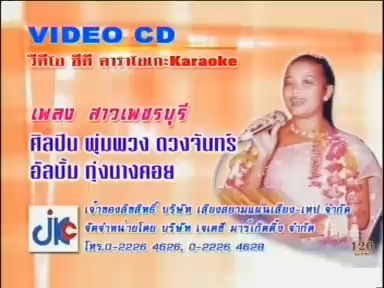 VIDEO CD
วีดีโอ ซีดี คาราโอเกะKaraoke
เพลง สาวเพชรบุรี
ศิลปิน พุ่มพวง ดวงจันทร์
อัลบั้ม ทุ่งนางคอย
เจ้าของลิขสิทธิ์ บริษัท เสียงสยามแผ่นเสียง-เทป จำกัด
จัดจำหน่ายโดย บริษัท เจเคซี มาร์เก็ตติ้ง จำกัด
โทร.0-2226 4626, 0-2226 4628
JKC
120